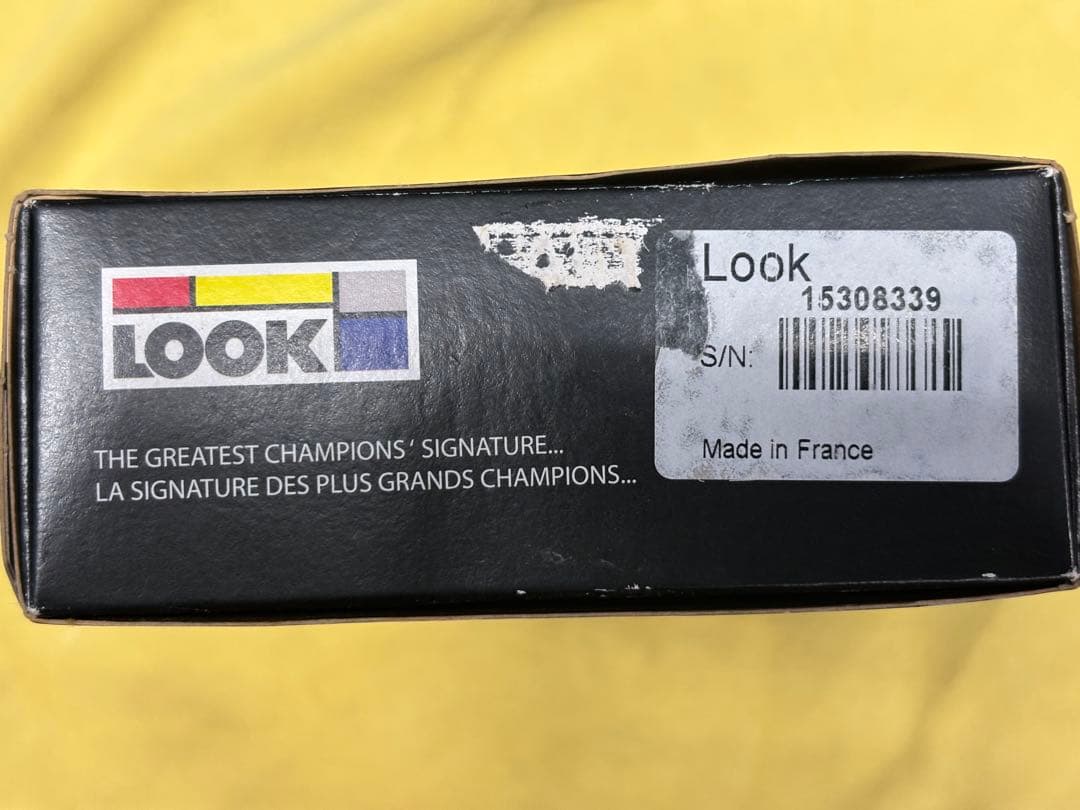 LOOK
THE GREATEST CHAMPIONS‘ SIGNATURE...
LA SIGNATURE DES PLUS GRANDS CHAMPIONS...
Look
15308339
S/N:
Made in France